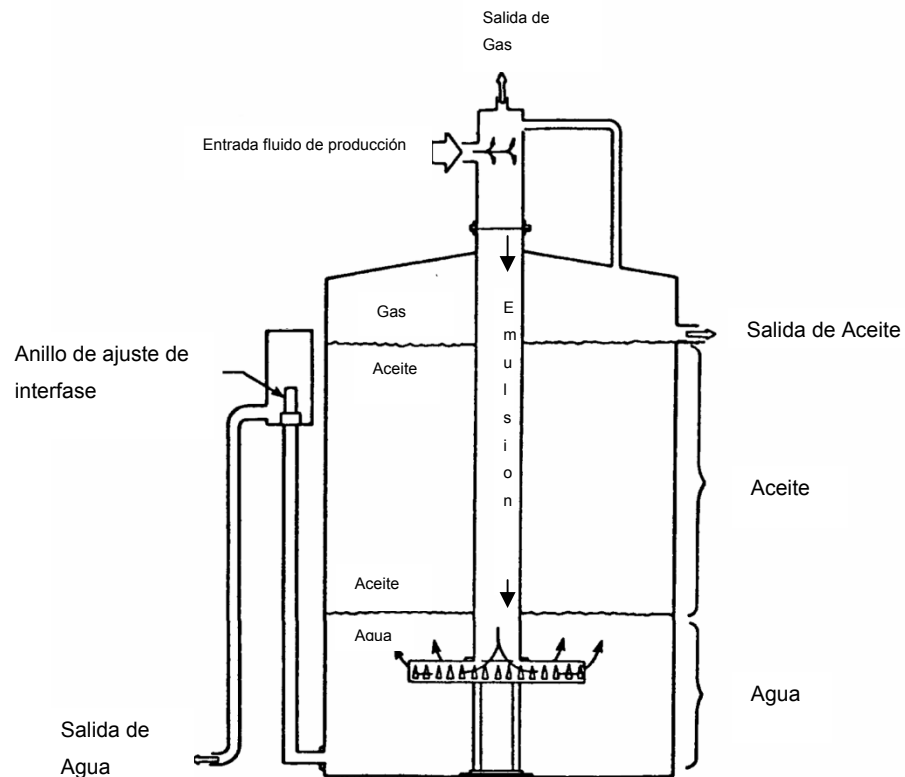 Salida de
Gas
Entrada fluido de producción
Gas
Emulsion
Salida de Aceite
Anillo de ajuste de
interfase
Aceite
Aceite
Aceite
Agua
Agua
Salida de
Agua